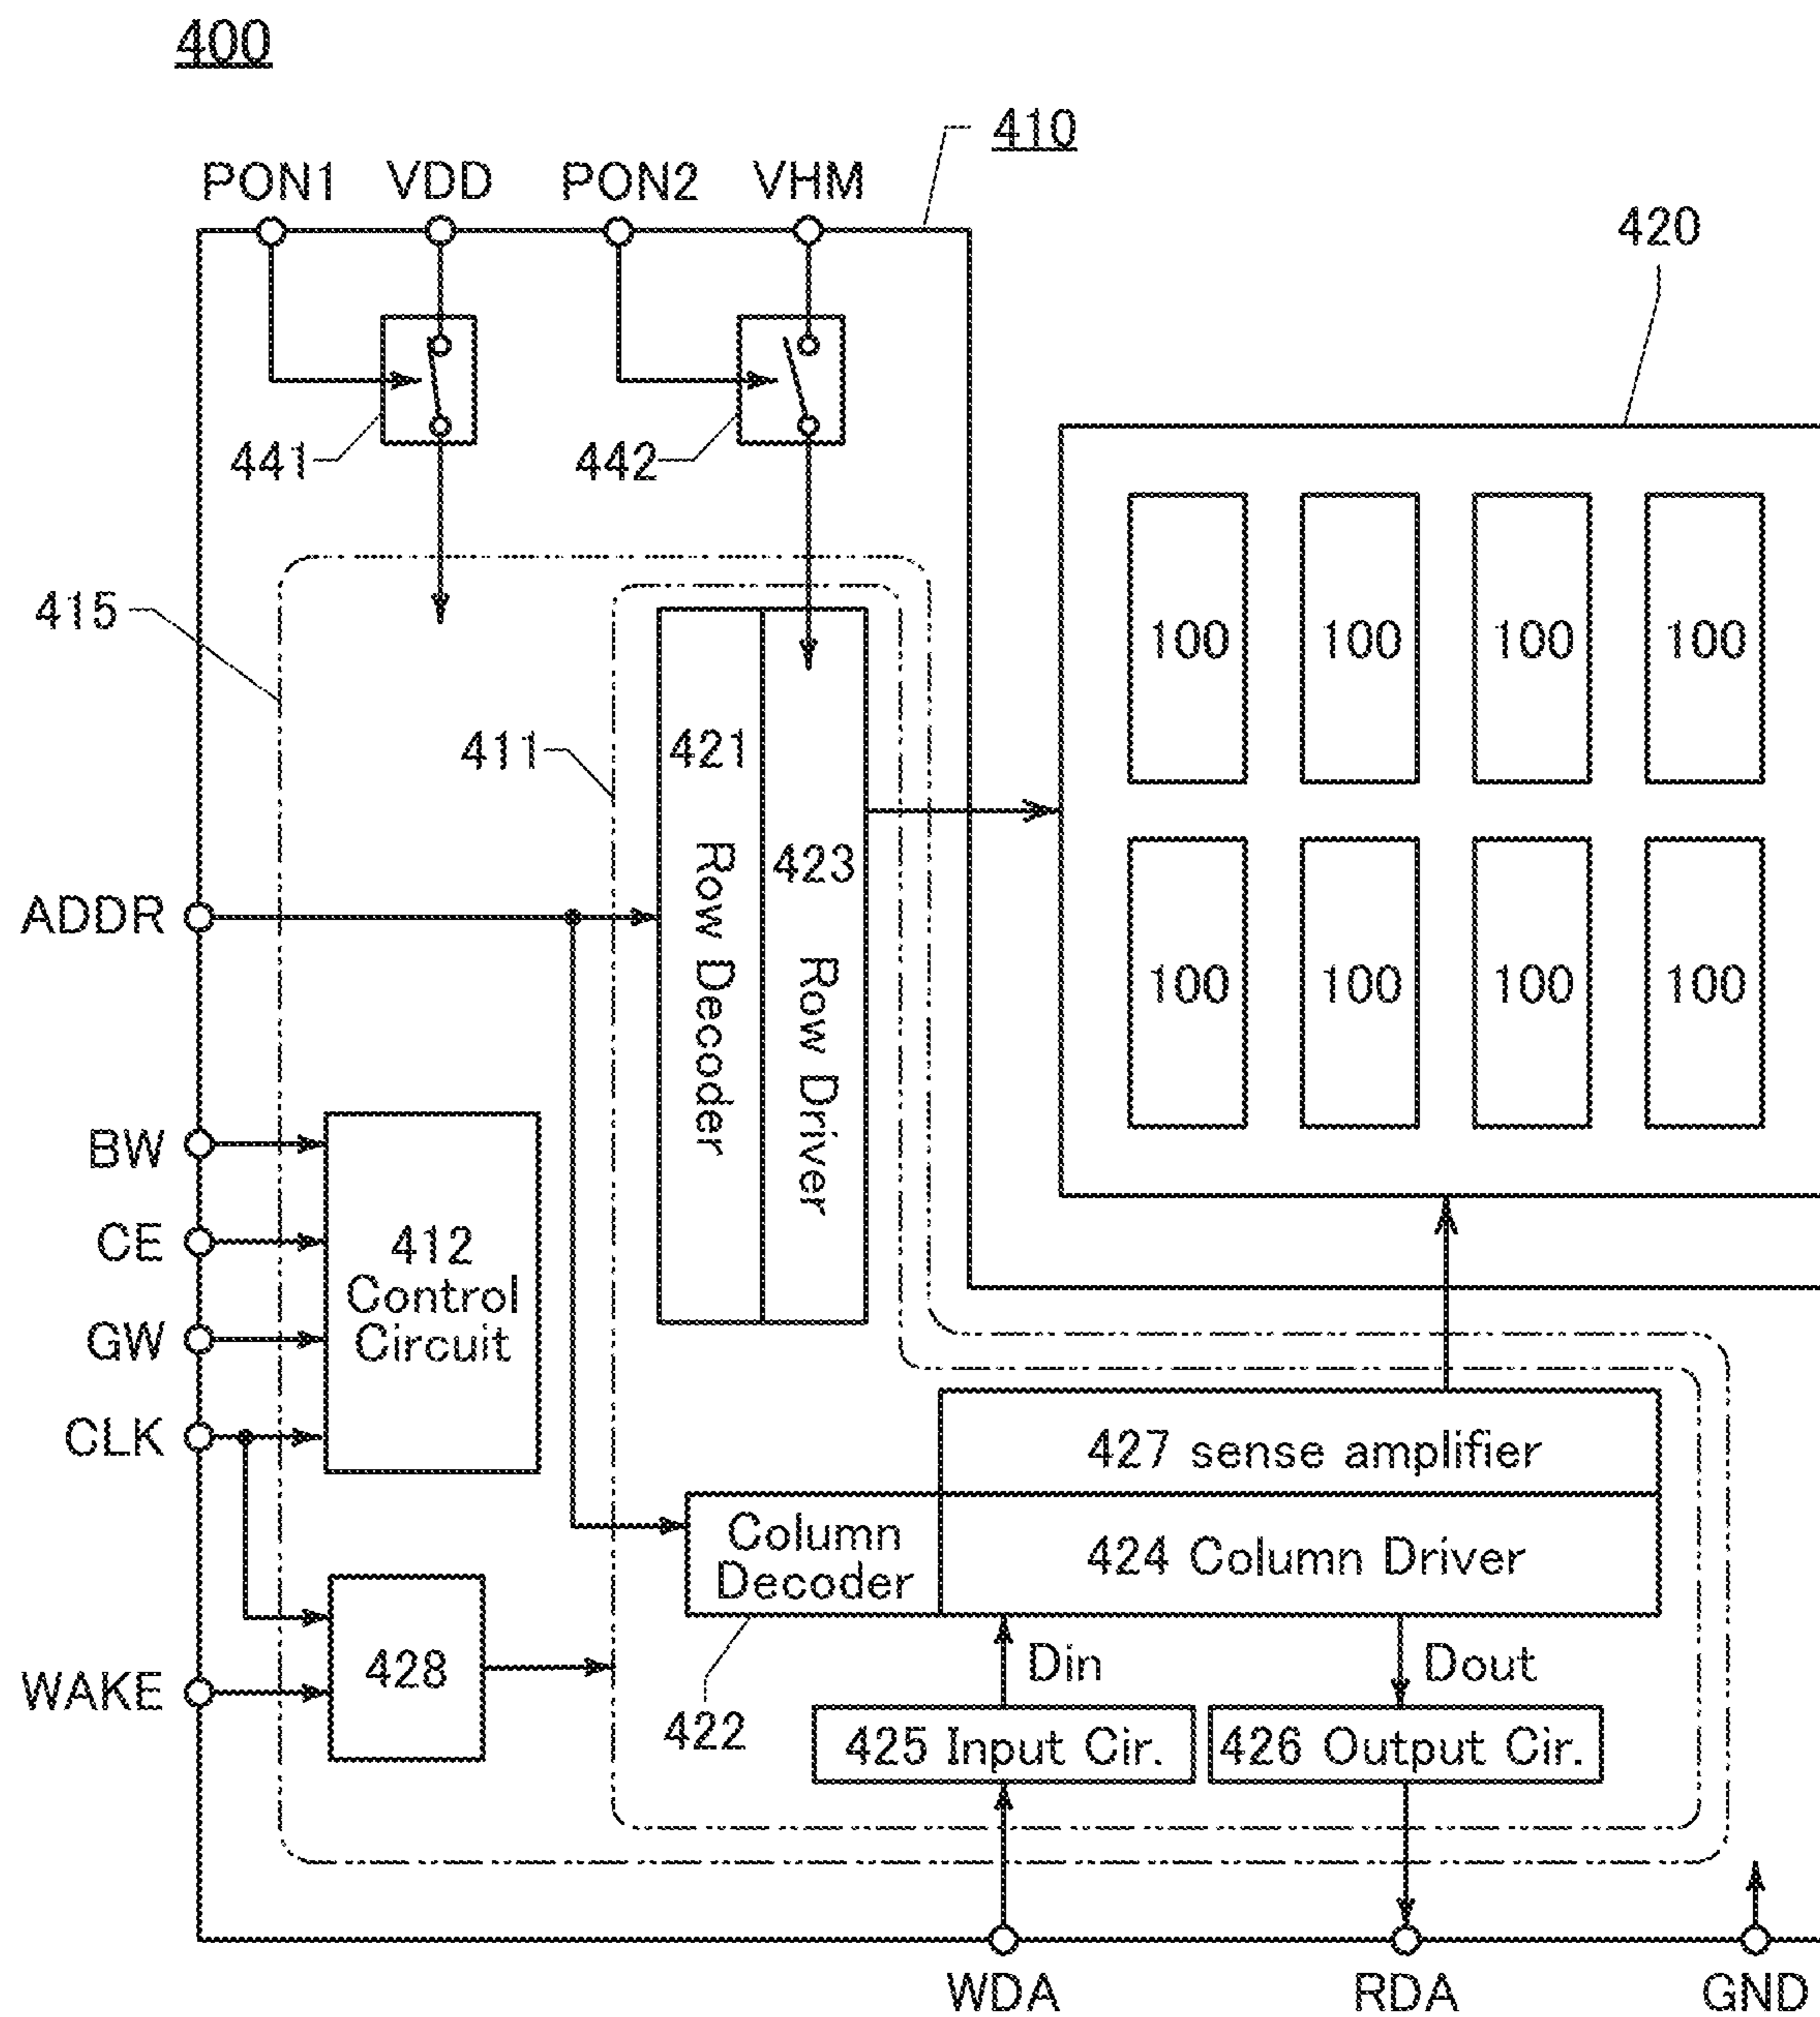 400
410
PON1 VDD PON2 VHM
420
441
442
415
411
100 100 100 100
421 Row Decoder
423 Row Driver
ADDR
100 100 100 100
BW
CE
GW
CLK
412
Control
Circuit
427 sense amplifier
Column
Decoder
424 Column Driver
WAKE
428
422
Din
Dout
425 Input Cir.
426 Output Cir.
WDA
RDA
GND